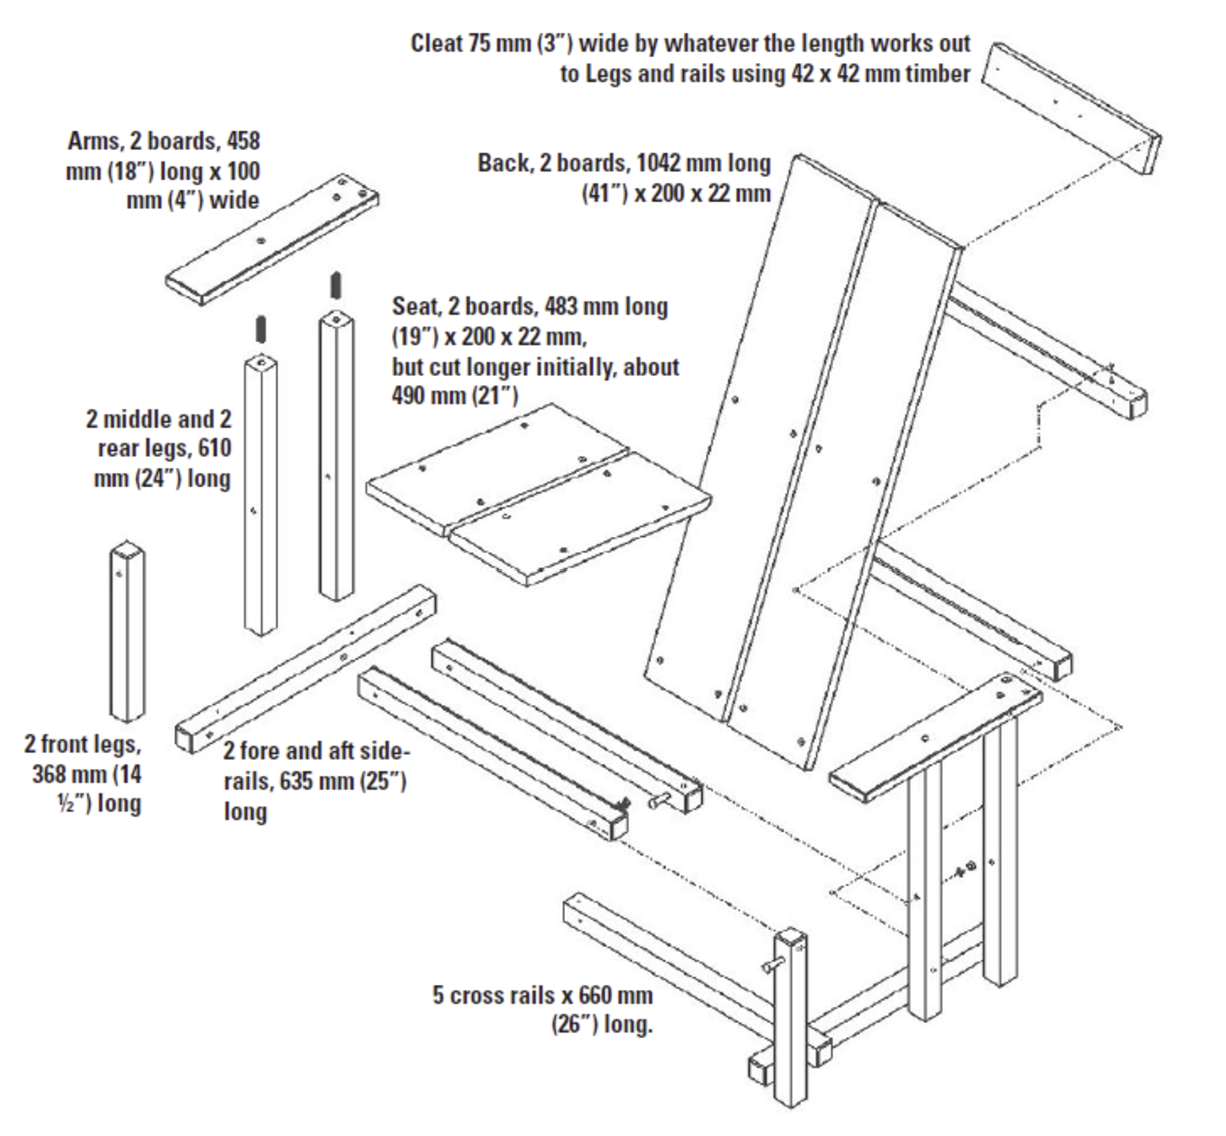 Cleat 75 mm (3″) wide by whatever the length works out
to Legs and rails using 42 x 42 mm timber
Arms, 2 boards, 458
mm (18″) long x 100
mm (4″) wide
Back, 2 boards, 1042 mm long
(41″) x 200 x 22 mm
Seat, 2 boards, 483 mm long
(19″) x 200 x 22 mm,
but cut longer initially, about
490 mm (21″)
2 middle and 2
rear legs, 610
mm (24″) long
2 front legs,
368 mm (14
½″) long
2 fore and aft side-
rails, 635 mm (25″)
long
5 cross rails x 660 mm
(26″) long.